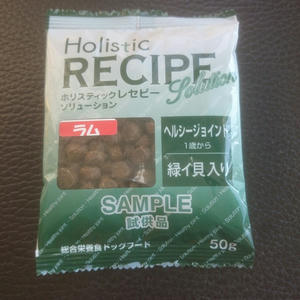 Holistic
RECIPE
Solution
ホリスティックレセピー
ソリューション
ラム
ヘルシージョイント
1歳から
緑イ貝入り
SAMPLE
試供品
総合栄養食ドッグフード
50g